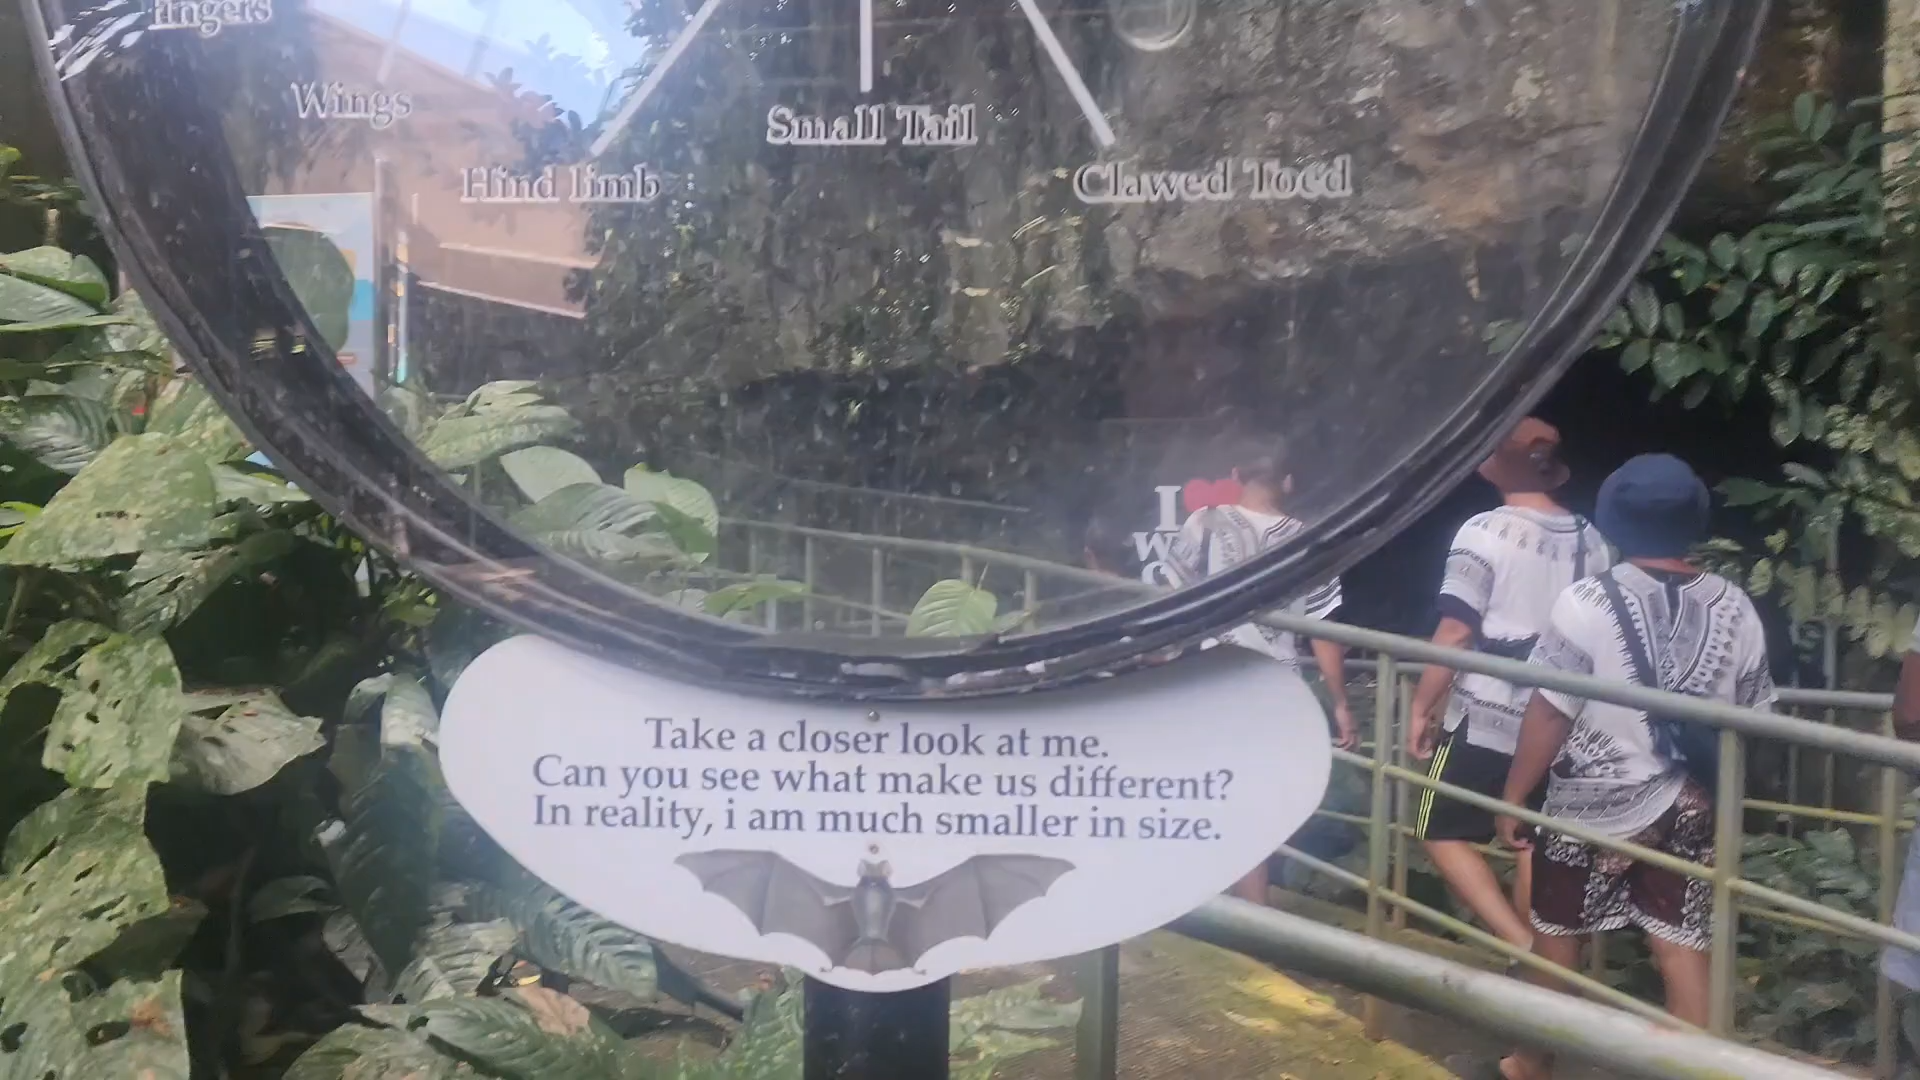 fingers
Wings
Small Tail
Hind limb
Clawed Toed
I
W
Take a closer look at me.
Can you see what make us different?
In reality, i am much smaller in size.